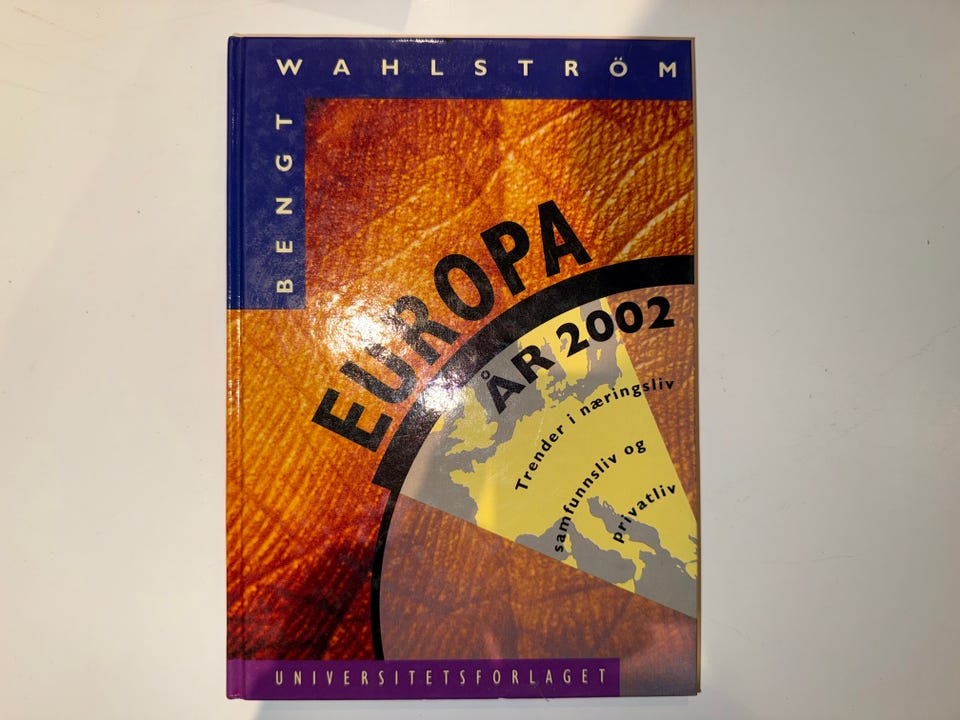 BENGT
WAHLSTRÖM
EUROPA
ÅR 2002
Trender i næringsliv
samfunnsliv og
privatliv
UNIVERSITETSFORLAGET